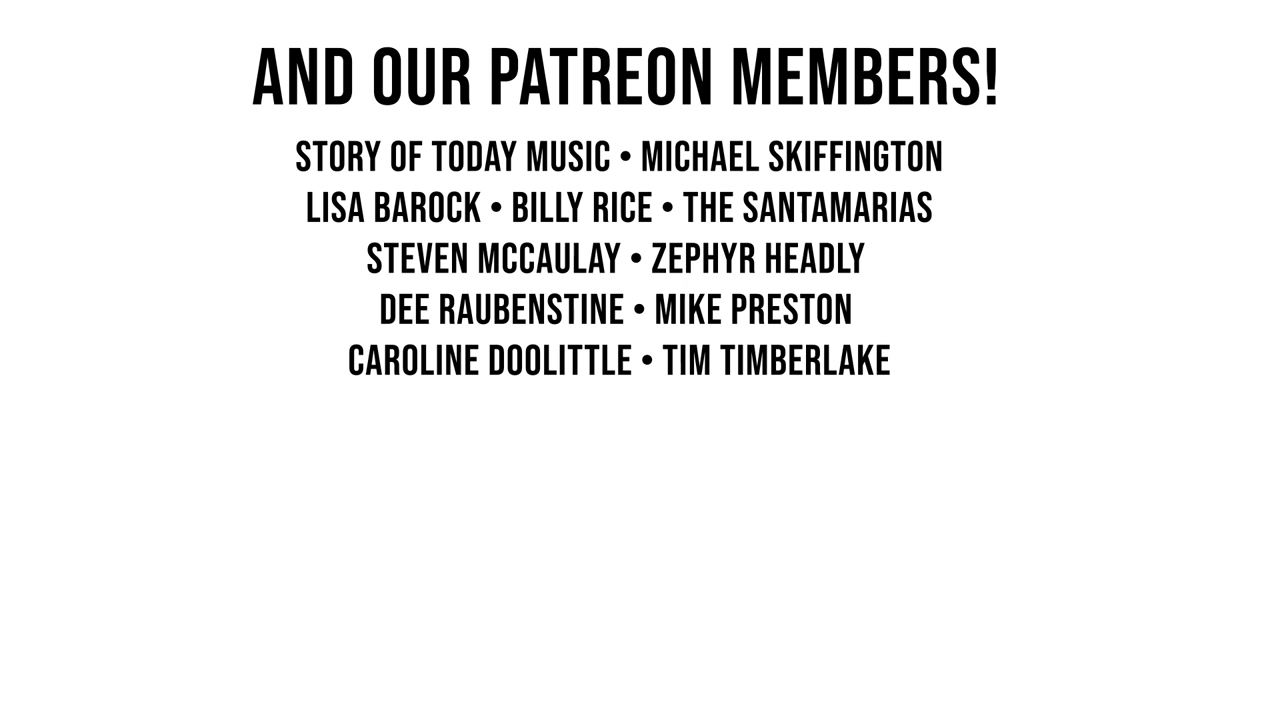 AND OUR PATREON MEMBERS!
STORY OF TODAY MUSIC • MICHAEL SKIFFINGTON
LISA BAROCK • BILLY RICE • THE SANTAMARIAS
STEVEN MCCAULAY • ZEPHYR HEADLY
DEE RAUBENSTINE • MIKE PRESTON
CAROLINE DOOLITTLE • TIM TIMBERLAKE